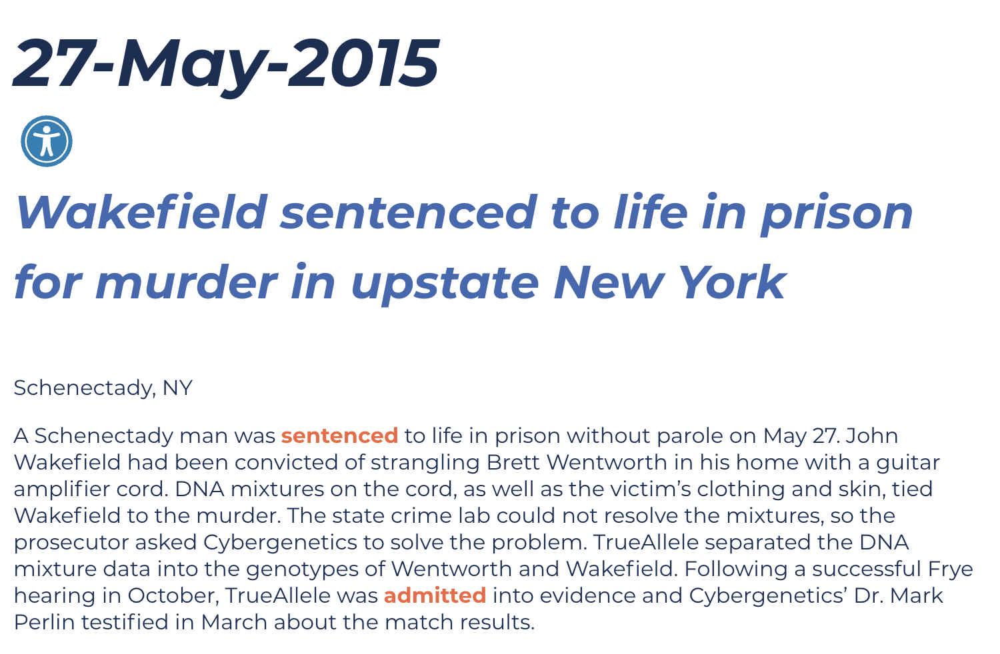 27-May-2015
Wakefield sentenced to life in prison
for murder in upstate New York
Schenectady, NY
A Schenectady man was sentenced to life in prison without parole on May 27. John
Wakefield had been convicted of strangling Brett Wentworth in his home with a guitar
amplifier cord. DNA mixtures on the cord, as well as the victim’s clothing and skin, tied
Wakefield to the murder. The state crime lab could not resolve the mixtures, so the
prosecutor asked Cybergenetics to solve the problem. TrueAllele separated the DNA
mixture data into the genotypes of Wentworth and Wakefield. Following a successful Frye
hearing in October, TrueAllele was admitted into evidence and Cybergenetics’ Dr. Mark
Perlin testified in March about the match results.